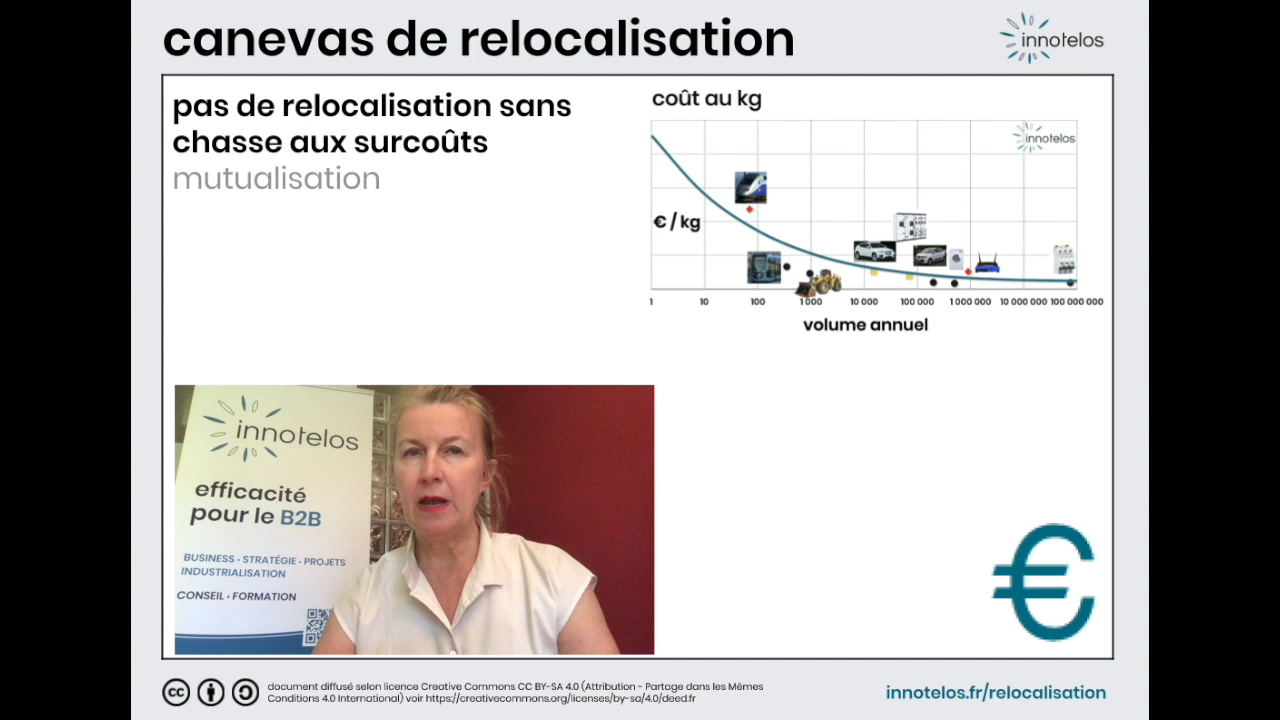 canevas de relocalisation
innotelos
pas de relocalisation sans
chasse aux surcoûts
mutualisation
coût au kg
innotelos
€ / kg
1 10 100 1 000 10 000 100 000 1 000 000 10 000 000 100 000 000
volume annuel
innotelos
efficacité
pour le B2B
BUSINESS • STRATÉGIE • PROJETS
INDUSTRIALISATION
CONSEIL • FORMATION
€
cc
document diffusé selon licence Creative Commons CC BY-SA 4.0 (Attribution - Partage dans les Mêmes
Conditions 4.0 International) voir https://creativecommons.org/licenses/by-sa/4.0/deed.fr
innotelos.fr/relocalisation